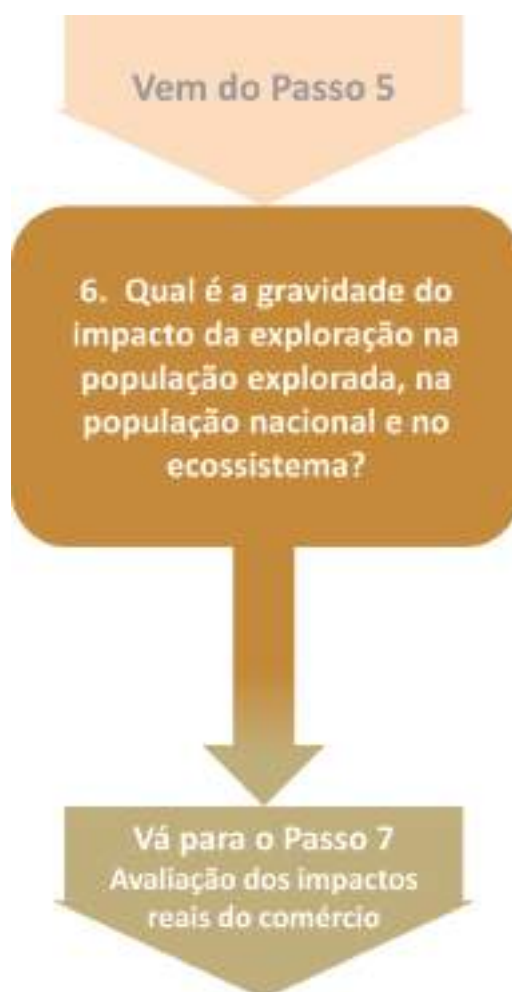 Vem do Passo 5
6. Qual é a gravidade do
impacto da exploração na
população explorada, na
população nacional e no
ecossistema?
Vá para o Passo 7
Avaliação dos impactos
reais do comércio